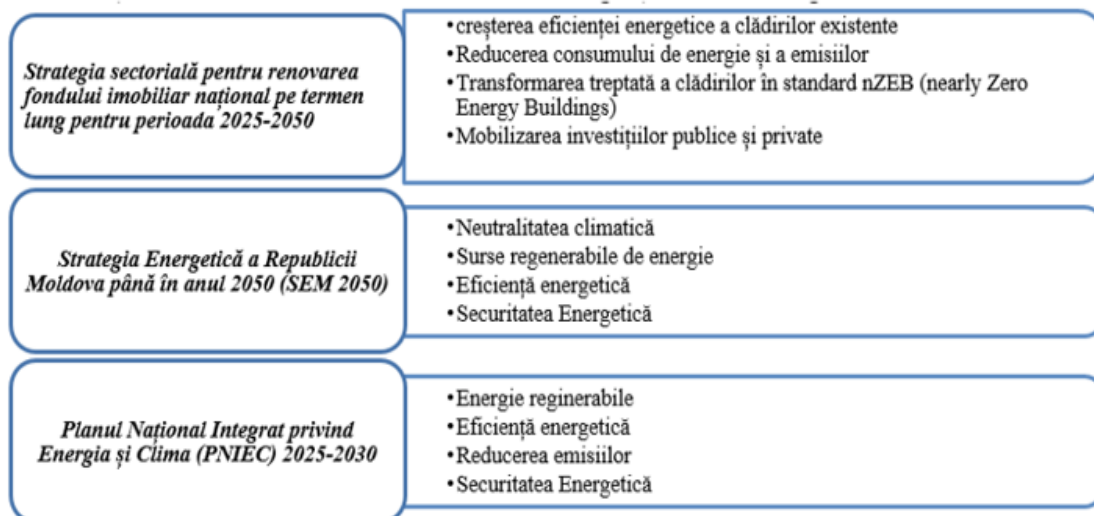 Strategia sectorială pentru renovarea
fondului imobiliar național pe termen
lung pentru perioada 2025-2050
•creșterea eficienței energetice a clădirilor existente
•Reducerea consumului de energie și a emisiilor
•Transformarea treptată a clădirilor în standard nZEB (nearly Zero
Energy Buildings)
•Mobilizarea investițiilor publice și private
Strategia Energetică a Republicii
Moldova până în anul 2050 (SEM 2050)
•Neutralitatea climatică
•Surse regenerabile de energie
•Eficiență energetică
•Securitatea Energetică
Planul Național Integrat privind
Energia și Clima (PNIEC) 2025-2030
•Energie reginerabile
•Eficiență energetică
•Reducerea emisiilor
•Securitatea Energetică